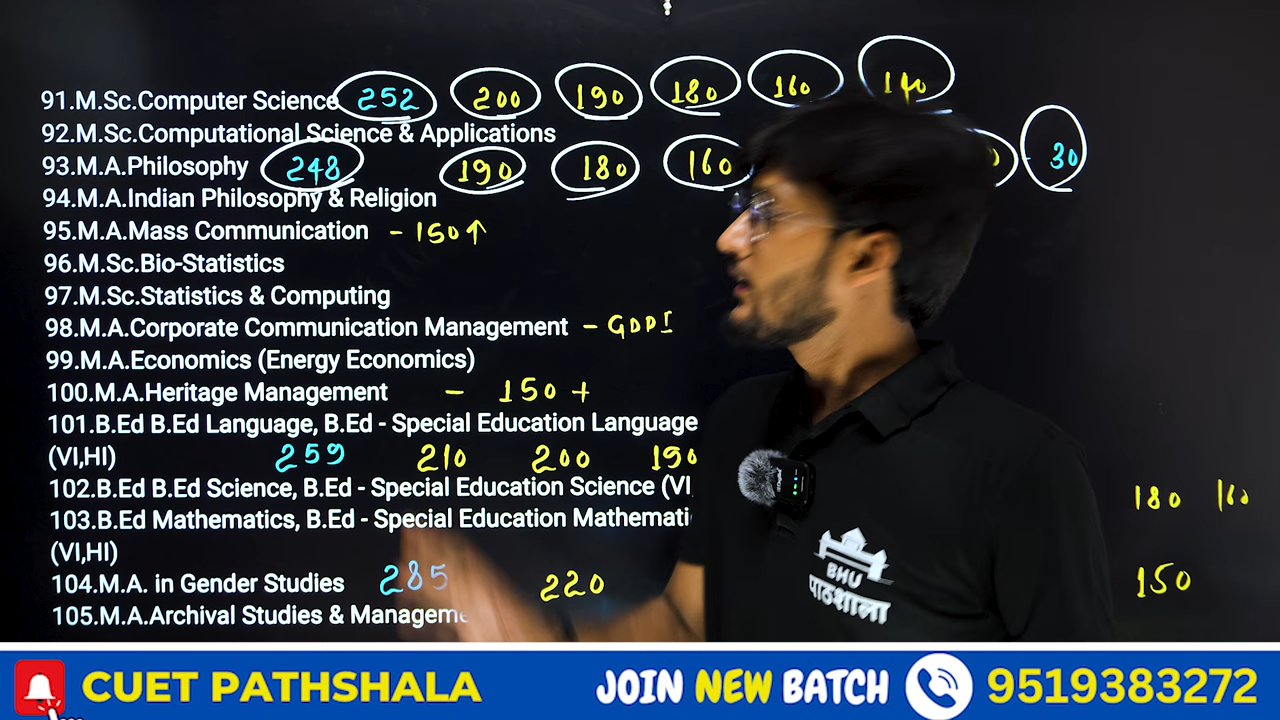 91.M.Sc.Computer Science 252 200 190 180 160 140
92.M.Sc.Computational Science & Applications
93.M.A.Philosophy 248 190 180 160 30
94.M.A.Indian Philosophy & Religion
95.M.A.Mass Communication - 150↑
96.M.Sc.Bio-Statistics
97.M.Sc.Statistics & Computing
98.M.A.Corporate Communication Management - GDPI
99.M.A.Economics (Energy Economics)
100.M.A.Heritage Management - 150 +
101.B.Ed B.Ed Language, B.Ed - Special Education Language
(VI,HI) 259 210 200 190
102.B.Ed B.Ed Science, B.Ed - Special Education Science (VI 180 160
103.B.Ed Mathematics, B.Ed - Special Education Mathemati
(VI,HI)
104.M.A. in Gender Studies 285 220 150
105.M.A.Archival Studies & Managem
BHU
पाठशाला
CUET PATHSHALA JOIN NEW BATCH 9519383272